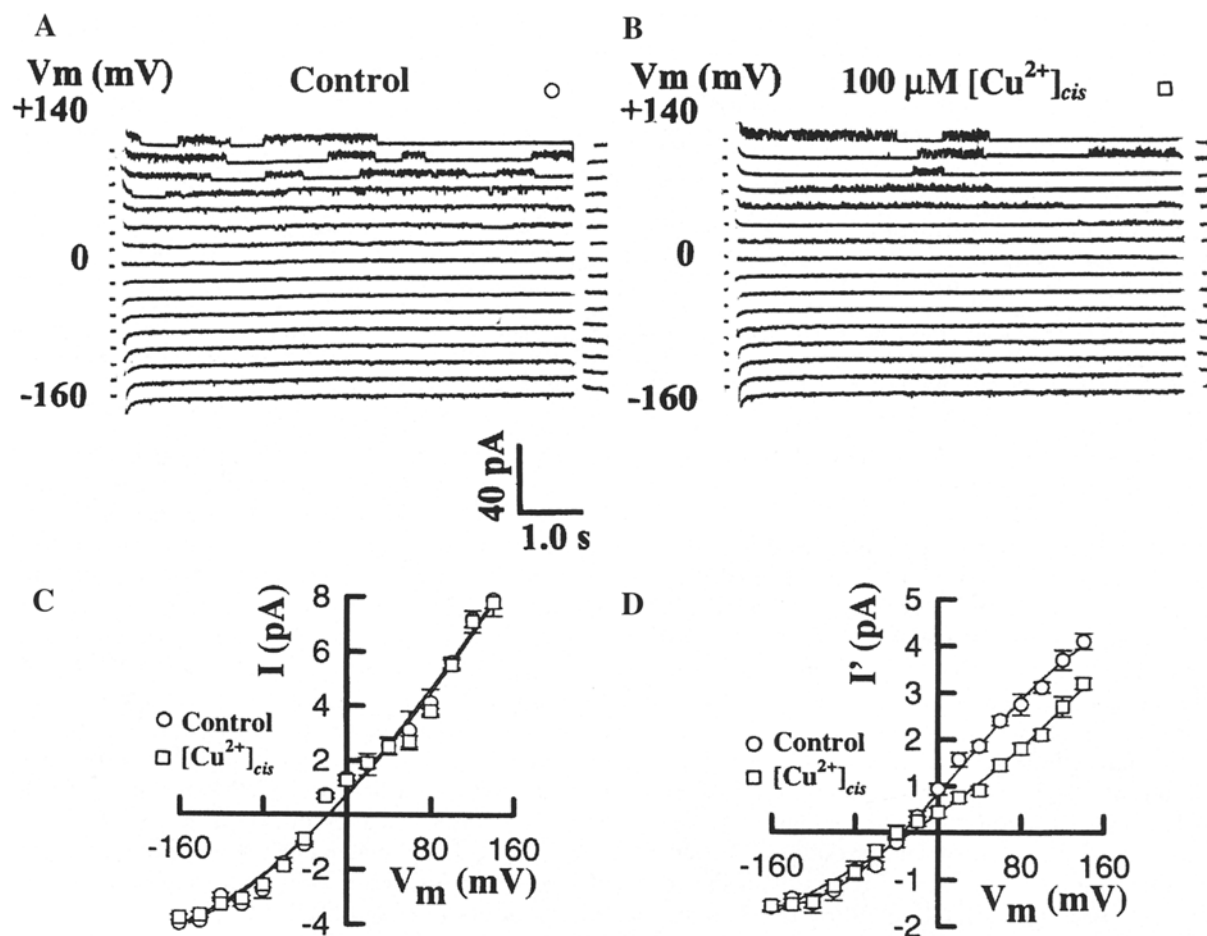 A
Vm (mV)
Control
+140
0
-160
B
Vm (mV)
100 µM [Cu²⁺]cis
+140
0
-160
40 pA
1.0 s
C
I (pA)
8
6
4
2
-2
-4
Control
[Cu²⁺]cis
-160
80
160
Vm (mV)
D
I' (pA)
5
4
3
2
1
-1
-2
Control
[Cu²⁺]cis
-160
80
160
Vm (mV)